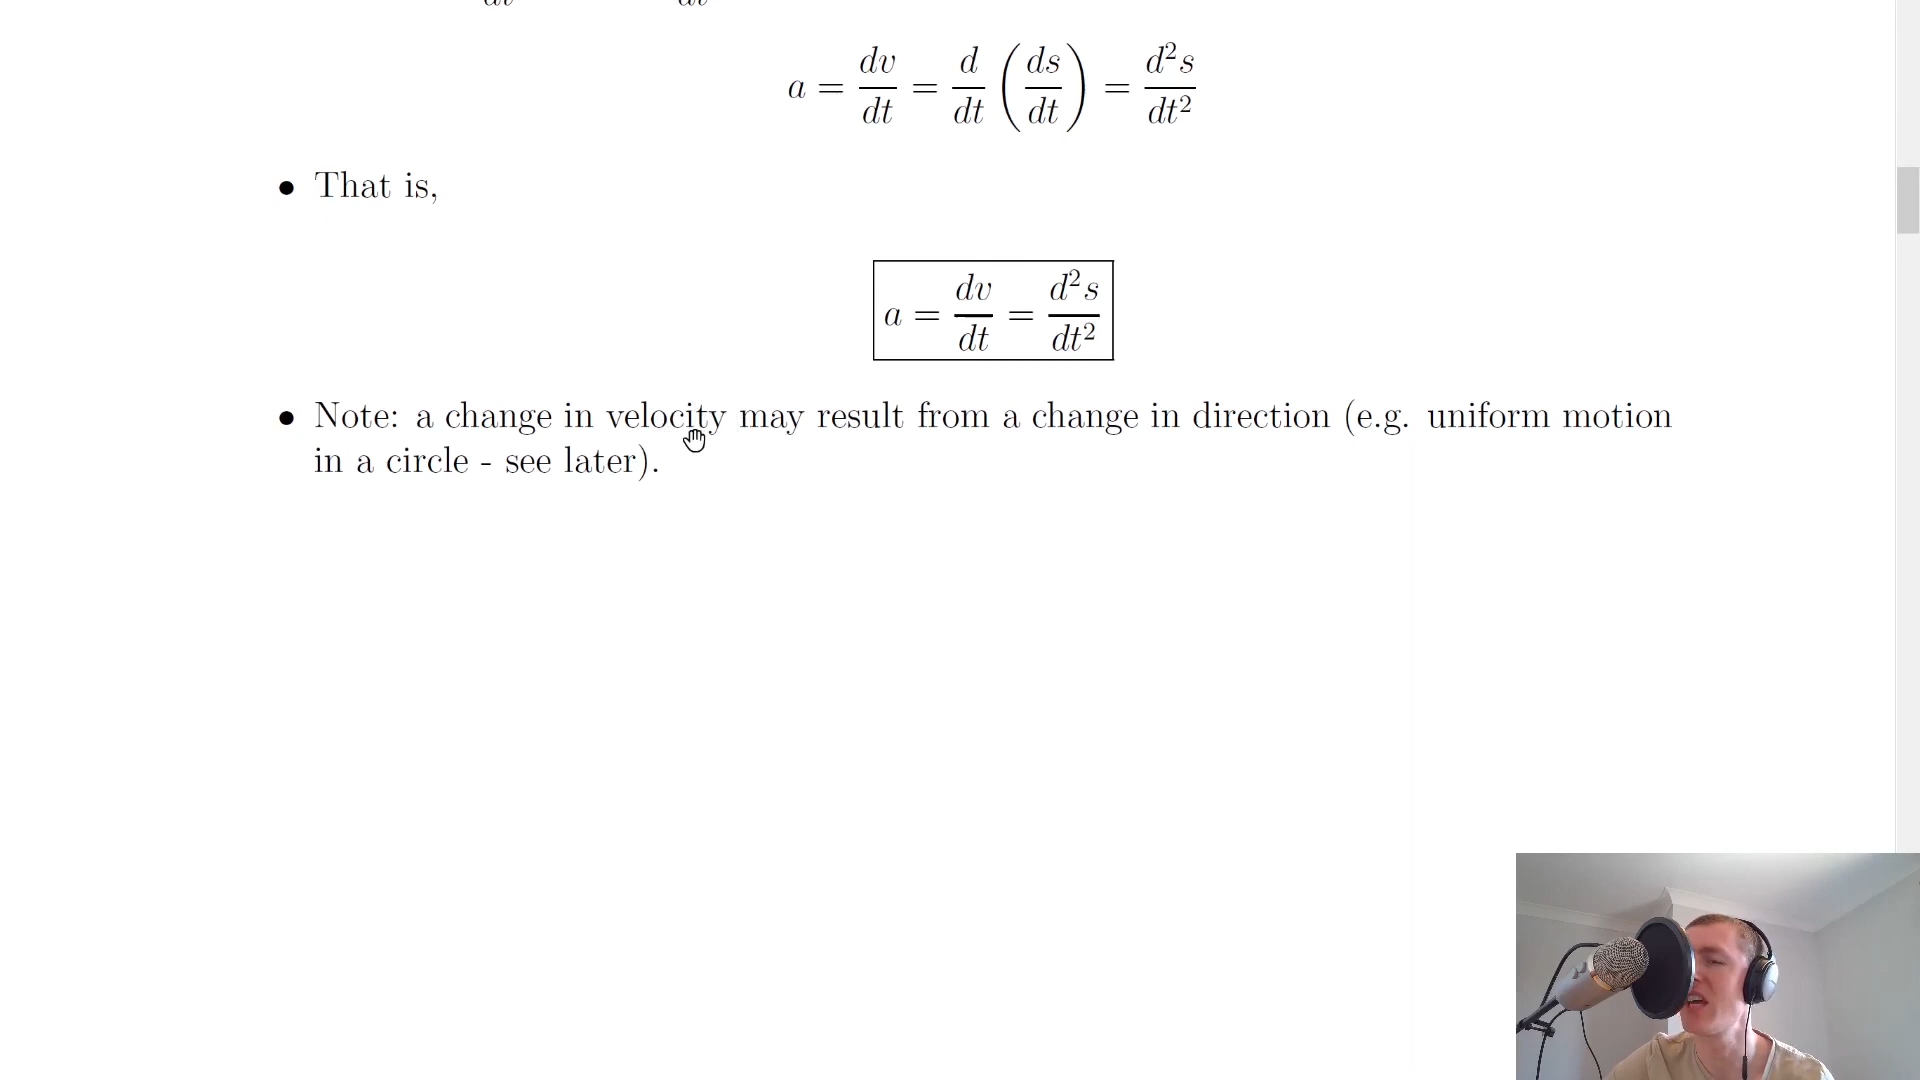 a = dv/dt = d/dt (ds/dt) = d²s/dt²
• That is,
a = dv/dt = d²s/dt²
• Note: a change in velocity may result from a change in direction (e.g. uniform motion
in a circle - see later).